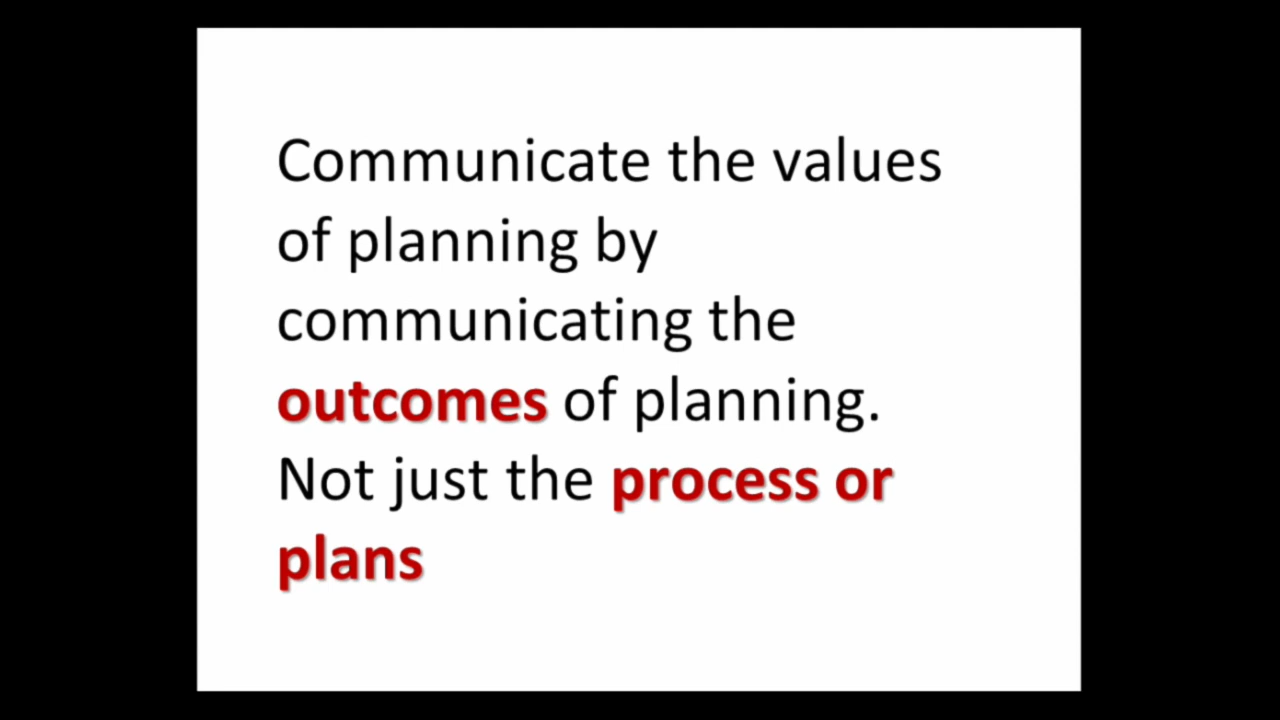 Communicate the values
of planning by
communicating the
outcomes of planning.
Not just the process or
plans